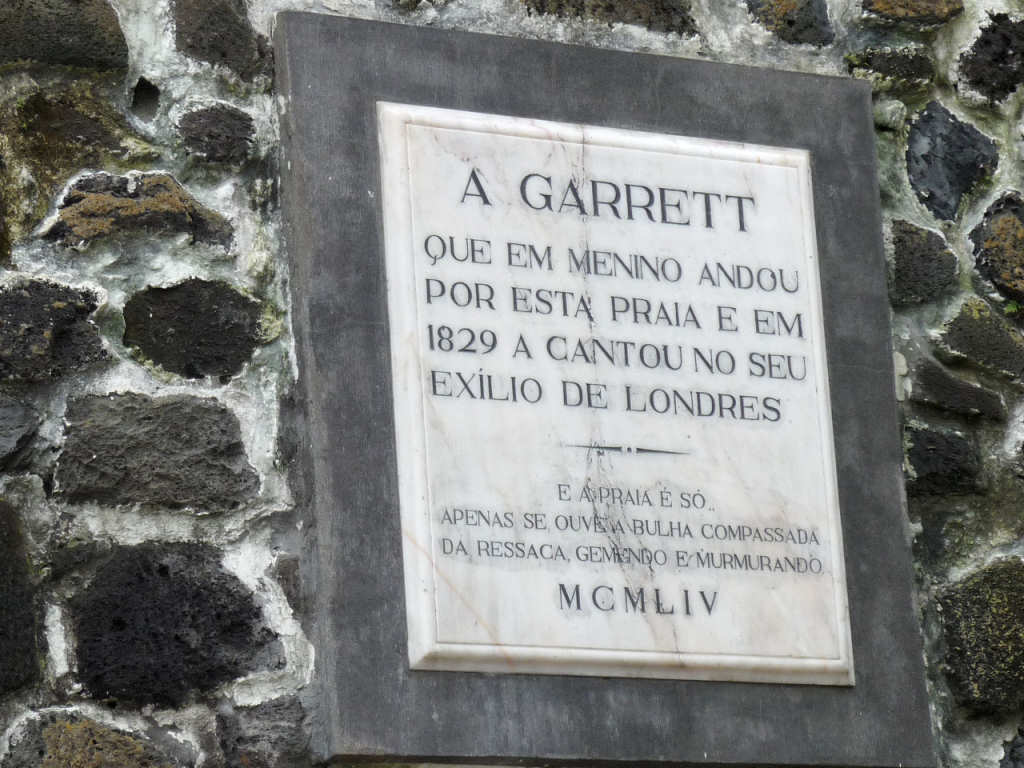 A GARRETT
QUE EM MENINO ANDOU
POR ESTA PRAIA E EM
1829 A CANTOU NO SEU
EXÍLIO DE LONDRES
E A PRAIA É SÓ..
APENAS SE OUVE A BULHA COMPASSADA
DA RESSACA, GEMENDO E MURMURANDO.
MCMLIV